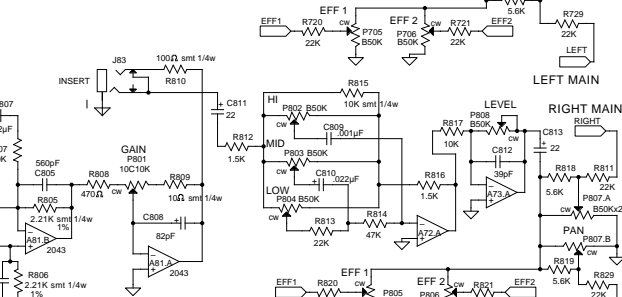 EFF 1
EFF1
R720
22K
cw
P705
B50K
EFF 2
P706
B50K
cw
R721
22K
EFF2
5.6K
R729
22K
LEFT
LEFT MAIN
J83
INSERT
100Ω smt 1/4w
R810
C811
22
R812
1.5K
HI
P802 B50K
cw
R815
10K smt 1/4w
C809
.001µF
MID
P803 B50K
cw
C810
.022µF
LOW
P804 B50K
cw
R813
22K
R814
47K
R816
1.5K
A72.A
R817
10K
LEVEL
P808
B50K
cw
C812
39pF
A73.A
C813
22
RIGHT MAIN
RIGHT
R818
5.6K
R811
22K
P807.A
B50Kx2
cw
PAN
P807.B
cw
R819
5.6K
R829
22K
807
2µF
07
0K
560pF
C805
R805
2.21K smt 1/4w
1%
A81.B
2043
R806
2.21K smt 1/4w
1%
R808
470Ω
GAIN
P801
10C10K
cw
R809
10Ω smt 1/4w
C808
82pF
A81.A
2043
EFF 1
EFF1
R820
cw
P805
EFF 2
P806
cw
R821
EFF2